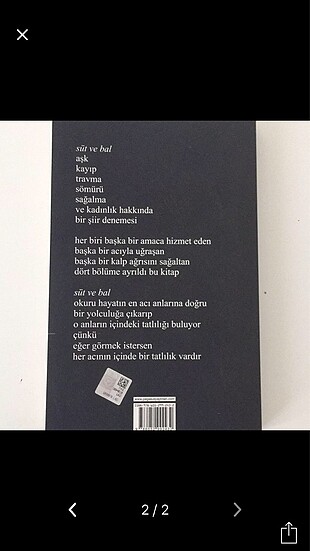 süt ve bal
aşk
kayıp
travma
sömürü
sağalma
ve kadınlık hakkında
bir şiir denemesi
her biri başka bir amaca hizmet eden
başka bir acıyla uğraşan
başka bir kalp ağrısını sağaltan
dört bölüme ayrıldı bu kitap
süt ve bal
okuru hayatın en acı anlarına doğru
bir yolculuğa çıkarıp
o anların içindeki tatlılığı buluyor
çünkü
eğer görmek istersen
her acının içinde bir tatlılık vardır
2 / 2